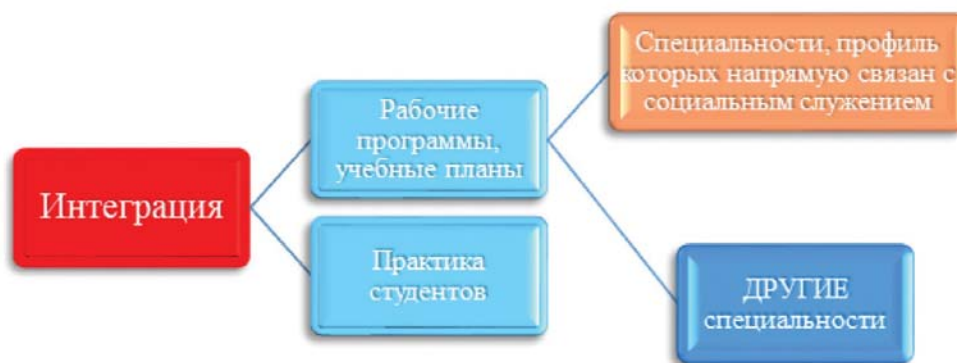 Интеграция
Рабочие
программы,
учебные планы
Практика
студентов
Специальности, профиль
которых напрямую связан с
социальным служением
ДРУГИЕ
специальности